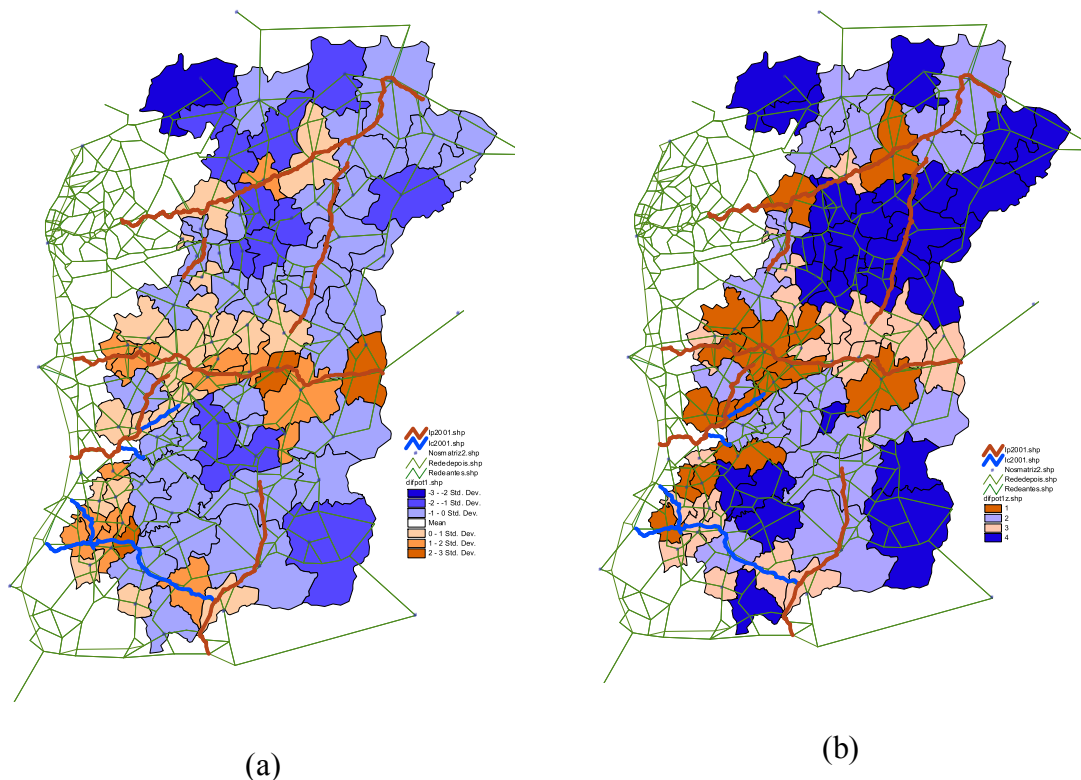 lp2001.shp
lc2001.shp
Nosmatriz2.shp
Rededepois.shp
Redeantes.shp
difpot1.shp
-3 - -2 Std. Dev.
-2 - -1 Std. Dev.
-1 - 0 Std. Dev.
Mean
0 - 1 Std. Dev.
1 - 2 Std. Dev.
2 - 3 Std. Dev.
(a)
lp2001.shp
lc2001.shp
Nosmatriz2.shp
Rededepois.shp
Redeantes.shp
difpot1z.shp
1
2
3
4
(b)